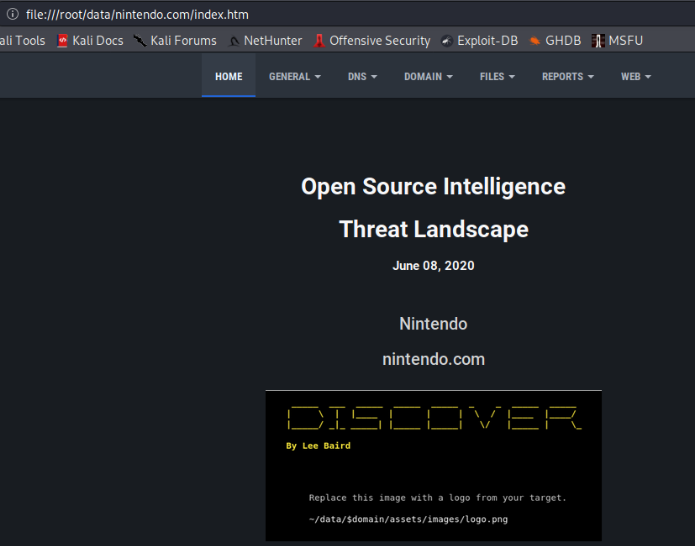 file:///root/data/nintendo.com/index.htm
ali Tools Kali Docs Kali Forums NetHunter Offensive Security Exploit-DB GHDB MSFU
HOME GENERAL DNS DOMAIN FILES REPORTS WEB
Open Source Intelligence
Threat Landscape
June 08, 2020
Nintendo
nintendo.com
DISCOVER
By Lee Baird
Replace this image with a logo from your target.
~/data/$domain/assets/images/logo.png